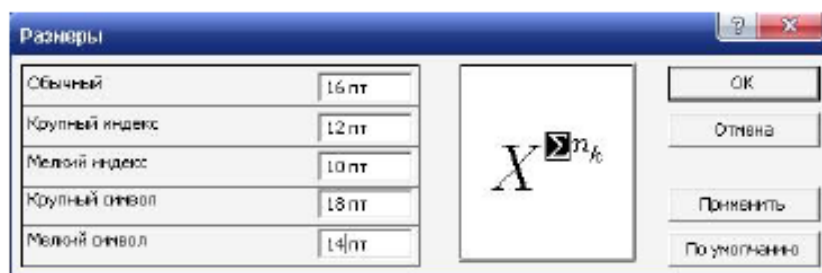 Размеры
? X
Обычный 16 пт
Крупный индекс 12 пт
Мелкий индекс 10 пт
Крупный символ 18 пт
Мелкий символ 14 пт
X Σ n k
OK
Отмена
Применить
По умолчанию